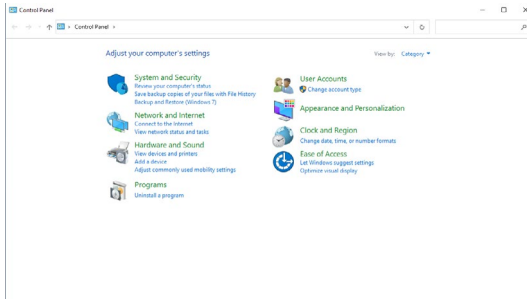 Control Panel
Control Panel
Adjust your computer's settings
View by: Category
System and Security
Review your computer's status
Save backup copies of your files with File History
Backup and Restore (Windows 7)
Network and Internet
Connect to the Internet
View network status and tasks
Hardware and Sound
View devices and printers
Add a device
Adjust commonly used mobility settings
Programs
Uninstall a program
User Accounts
Change account type
Appearance and Personalization
Clock and Region
Change date, time, or number formats
Ease of Access
Let Windows suggest settings
Optimize visual display